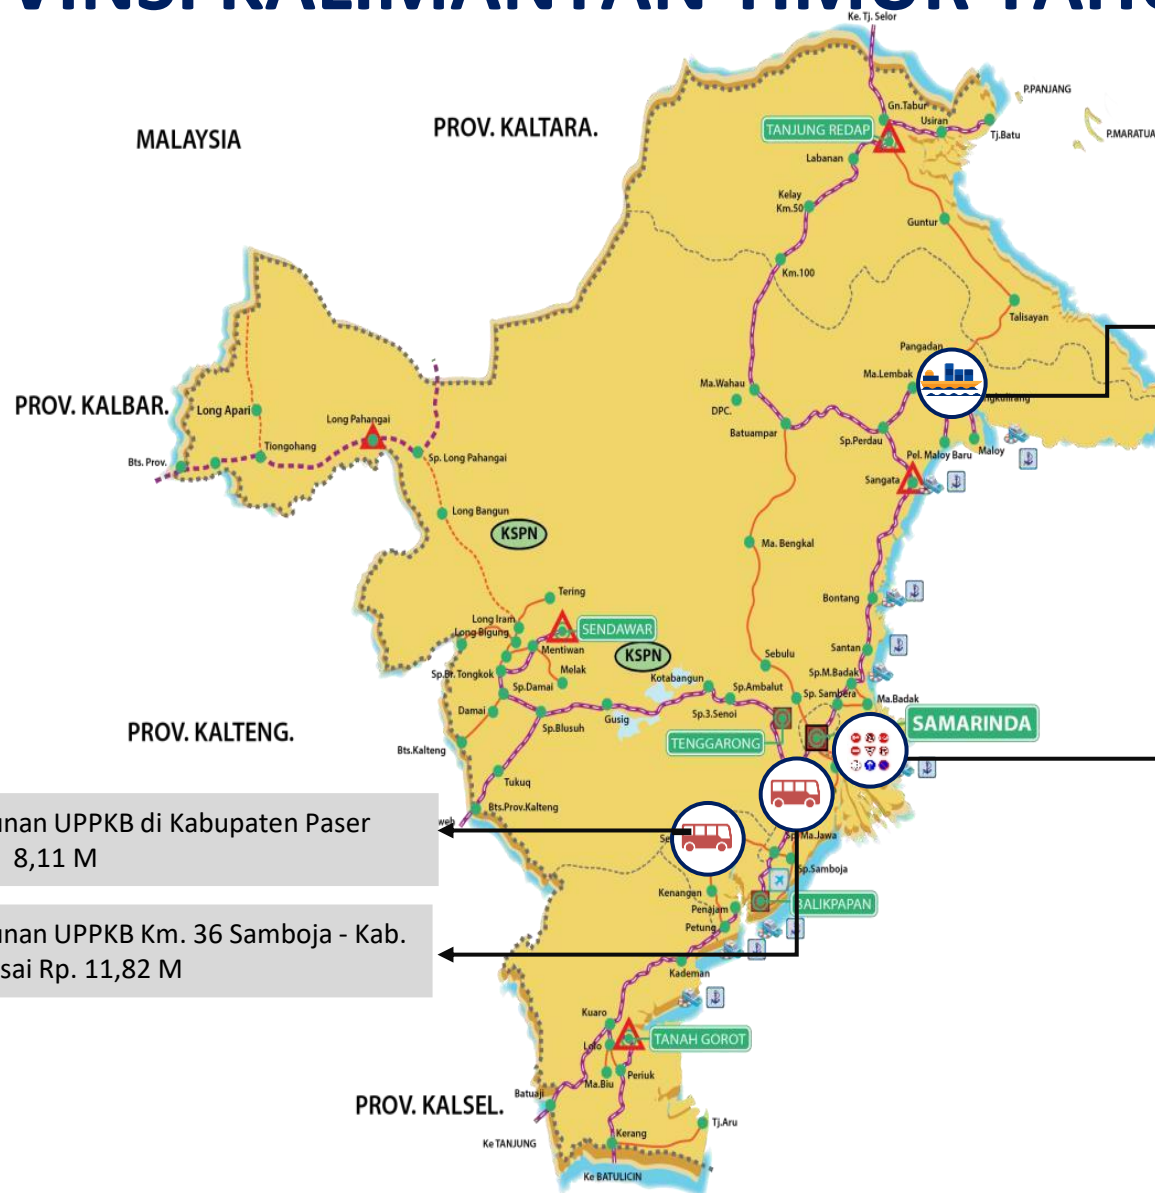 VINSI KALIMANTAN TIMUR TAHU
Ke. Tj. Selor
P.PANJANG
Gn.Tabur
Usiran
MALAYSIA
PROV. KALTARA.
TANJUNG REDAP
Tj.Batu
P.MARATUA
Labanan
Kelay
Km.50
Guntur
Km.100
Talisayan
Pangadan
Ma.Lembak
Ma.Wahau
PROV. KALBAR.
Long Apari
DPC.
Long Pahangai
Batuampar
Sp.Perdau
Tiongohang
Pel. Maloy Baru
Maloy
Bts. Prov.
Sp. Long Pahangai
Sangata
Long Bangun
KSPN
Ma. Bengkal
Tering
Bontang
Long Iram
SENDAWAR
Long Bigung
Mentiwan
KSPN
Sebulu
Santan
Sp.Br. Tongkok
Melak
Kotabangun
Sp.M.Badak
Sp.Damai
Sp.Ambalut
Sp. Sambera
Ma.Badak
Damai
Gusig
Sp.3.Senoi
SAMARINDA
PROV. KALTENG.
Sp.Blusuh
TENGGARONG
Bts.Kalteng
Tukuq
Bts.Prov.Kalteng
unan UPPKB di Kabupaten Paser
8,11 M
Ma.Jawa
Sp.Samboja
Kenangan
BALIKPAPAN
Penajam
Petung
unan UPPKB Km. 36 Samboja - Kab.
sai Rp. 11,82 M
Kademan
Kuaro
Lolo
TANAH GOROT
Periuk
Ma.Biu
Batuaji
PROV. KALSEL.
Tj.Aru
Ke TANJUNG
Kerang
Ke BATULICIN